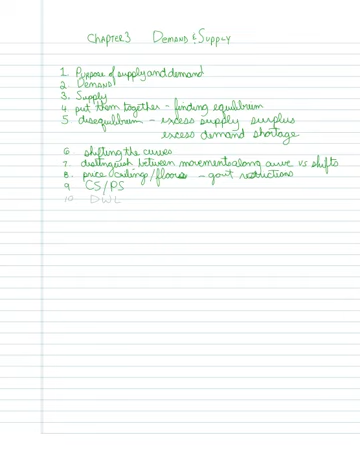 CHAPTER 3 DEMAND & SUPPLY
1. Purpose of supply and demand
2. Demand
3. Supply
4. put them together - finding equilibrium
5. disequilibrium - excess supply surplus
excess demand shortage
6 shifting the curves
7. distinguish between movements along curve vs shifts
8. price ceilings/floors - gov't restrictions
9 CS/PS
10 DWL